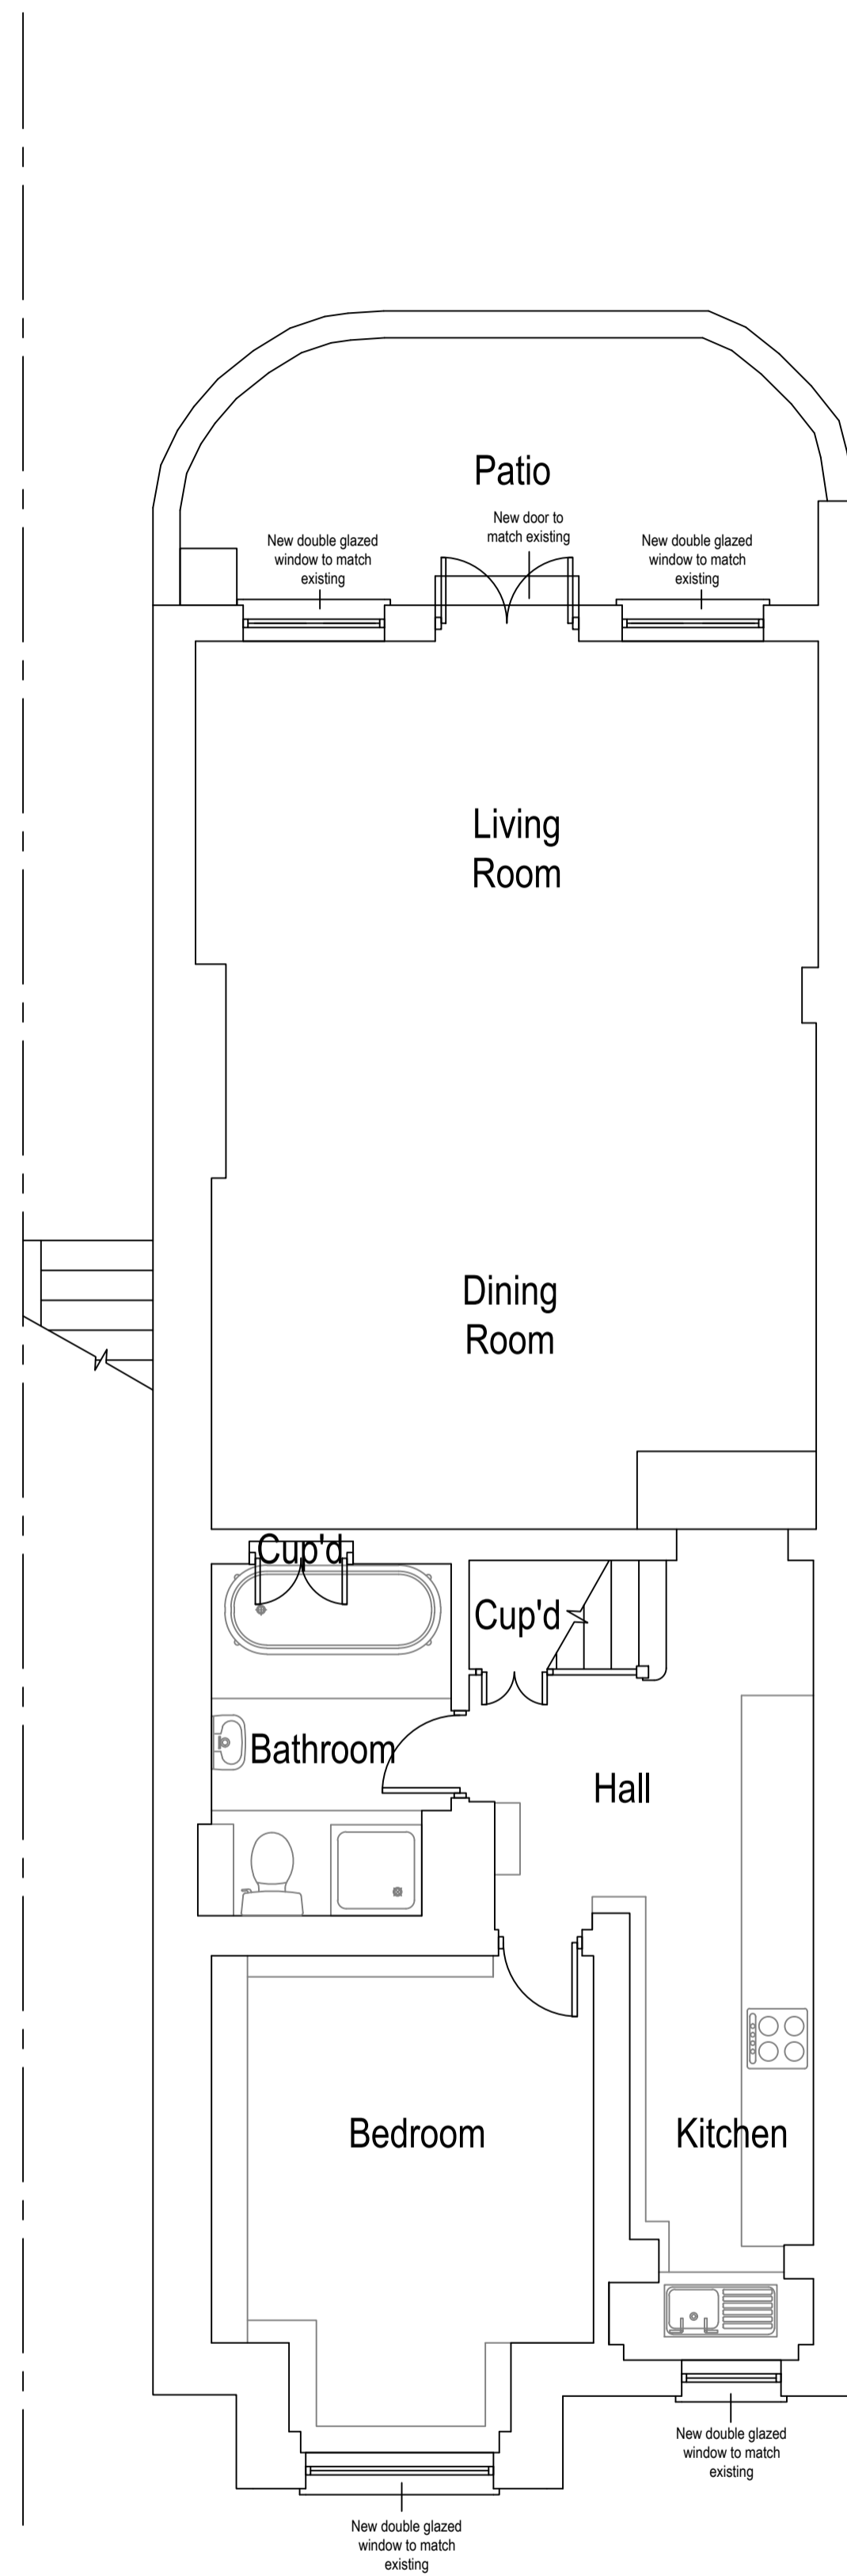 Patio
New double glazed
window to match
existing
New door to
match existing
New double glazed
window to match
existing
Living
Room
Dining
Room
Cup'd
Cup'd
Bathroom
Hall
Bedroom
Kitchen
New double glazed
window to match
existing
New double glazed
window to match
existing